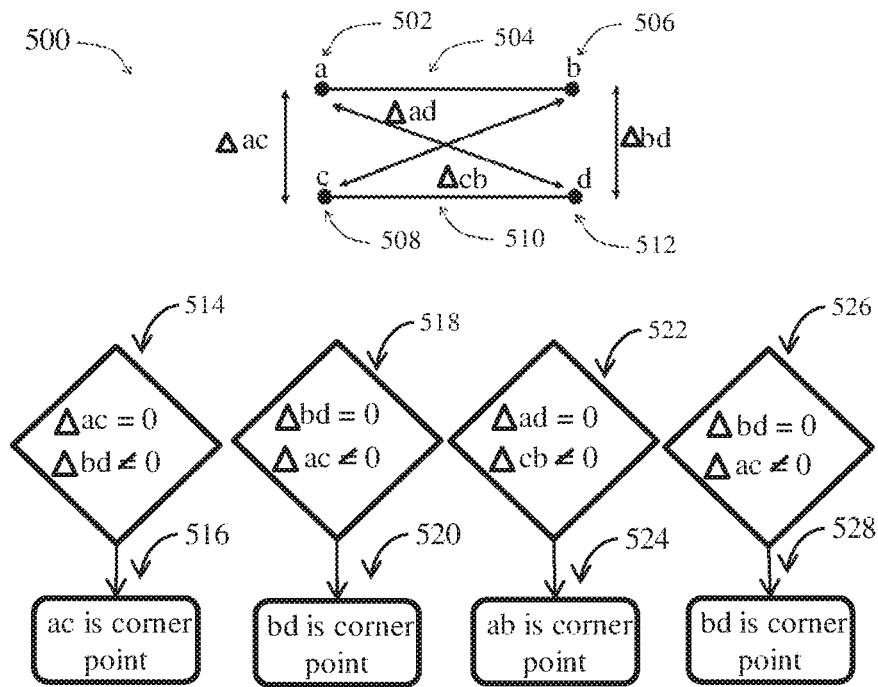 500
502
504
506
a
b
Δad
Δac
Δbd
c
Δcb
d
508
510
512
514
518
522
526
Δac = 0
Δbd ≠ 0
Δbd = 0
Δac ≠ 0
Δad = 0
Δcb ≠ 0
Δbd = 0
Δac ≠ 0
516
520
524
528
ac is corner
point
bd is corner
point
ab is corner
point
bd is corner
point